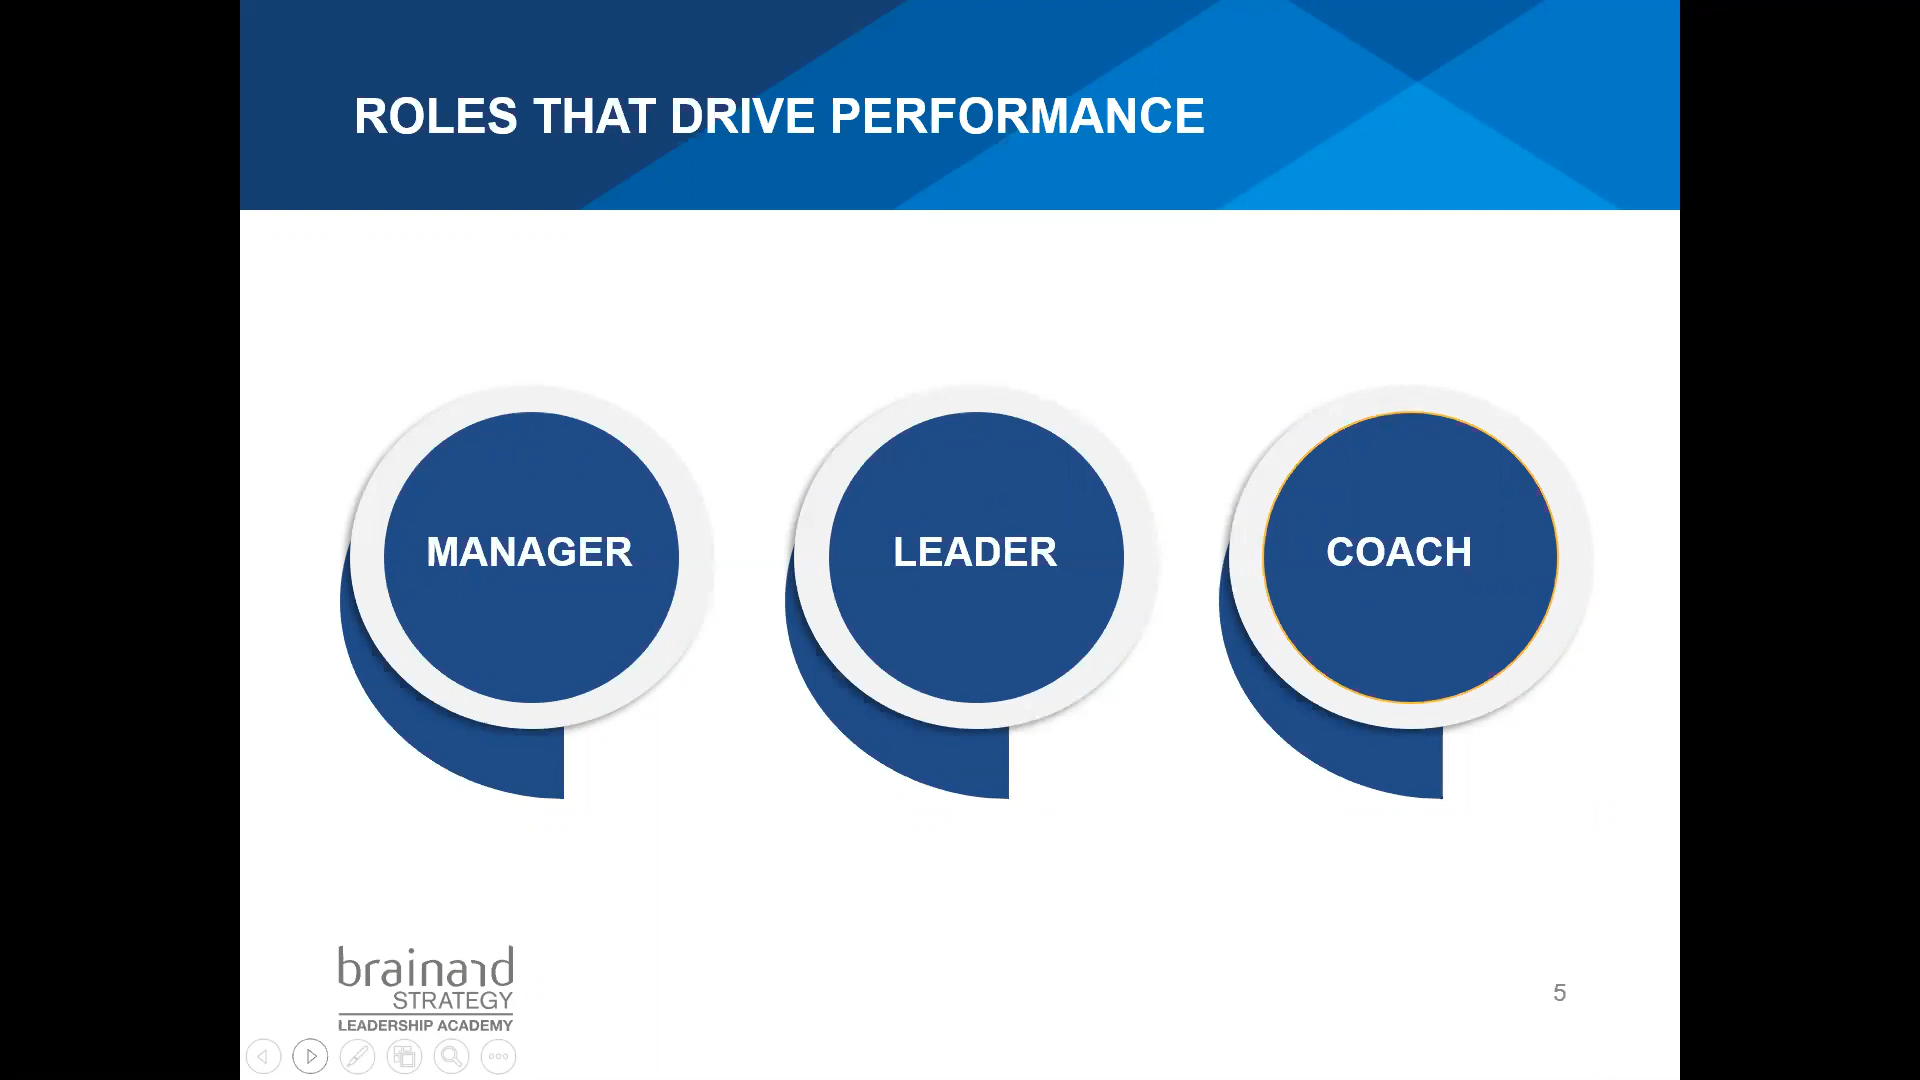 ROLES THAT DRIVE PERFORMANCE
MANAGER
LEADER
COACH
brainard
STRATEGY
LEADERSHIP ACADEMY
5